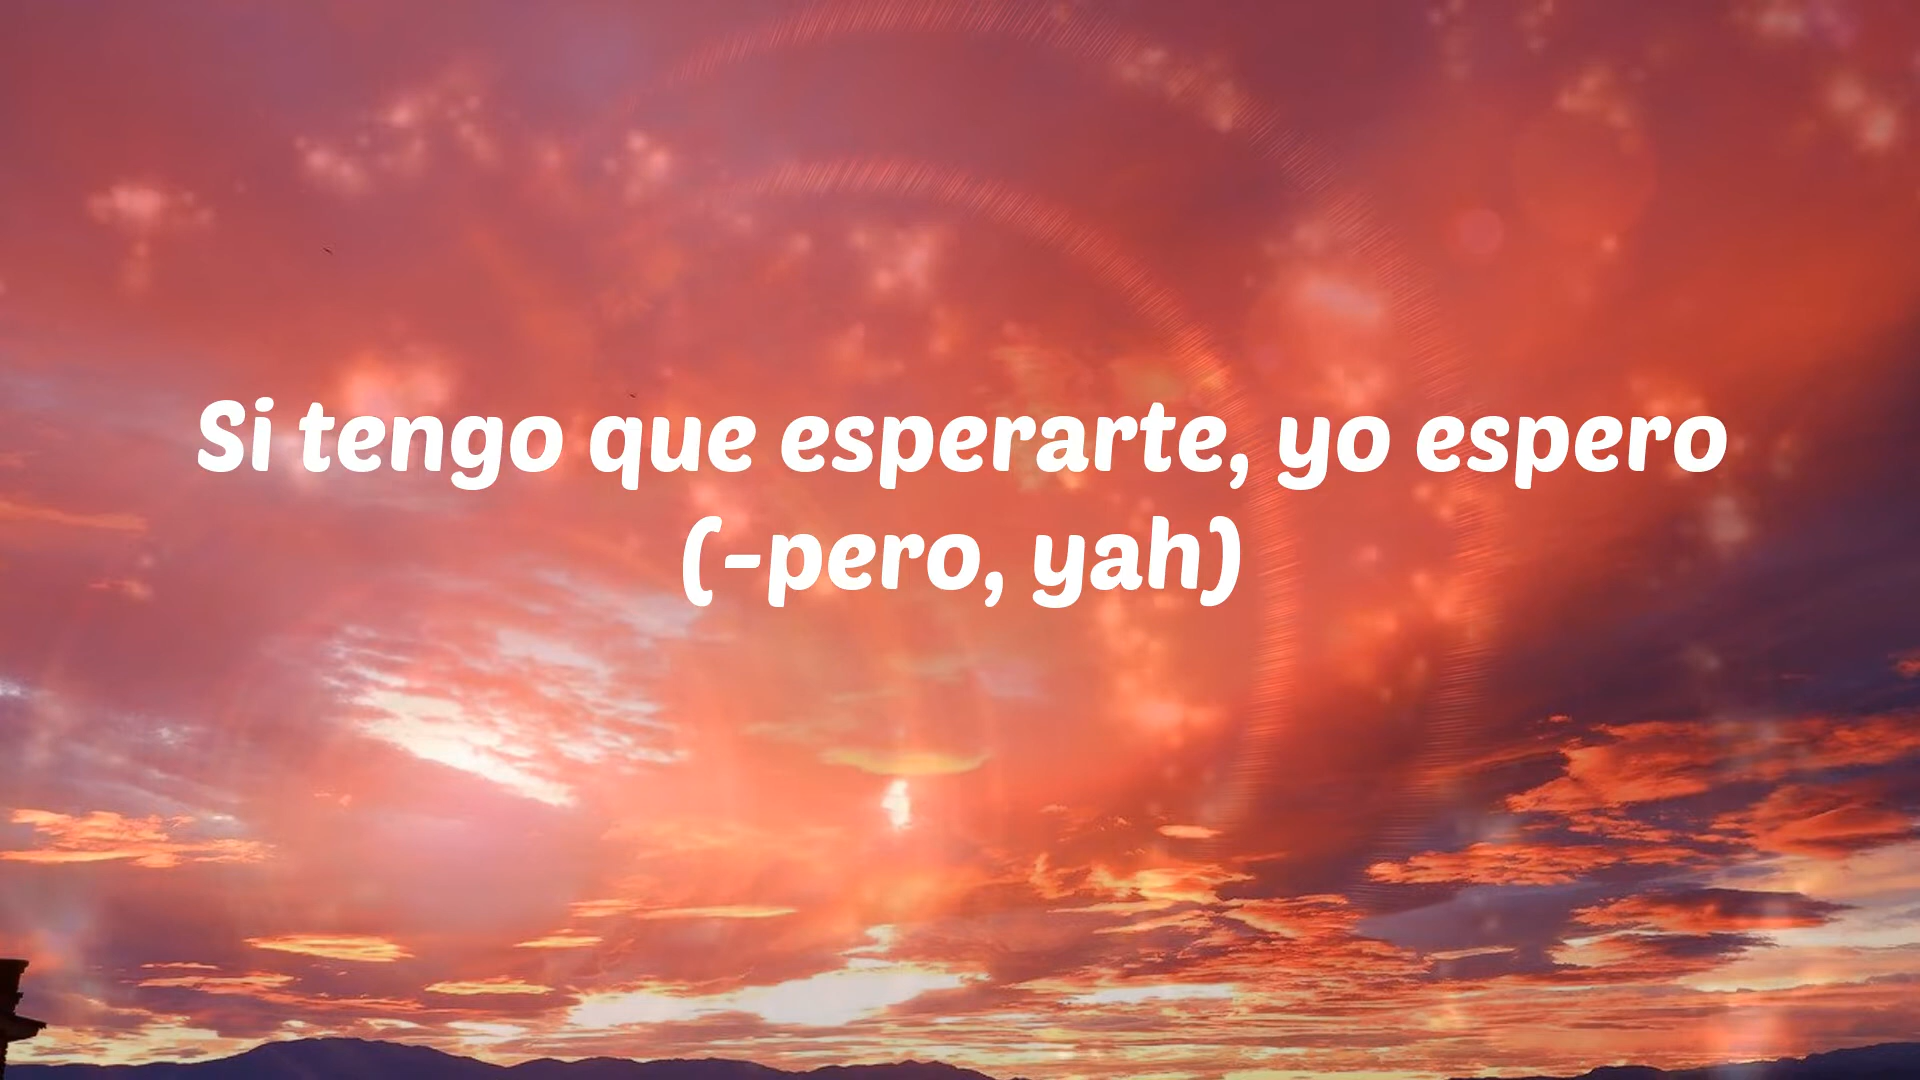 Si tengo que esperarte, yo espero
(-pero, yah)